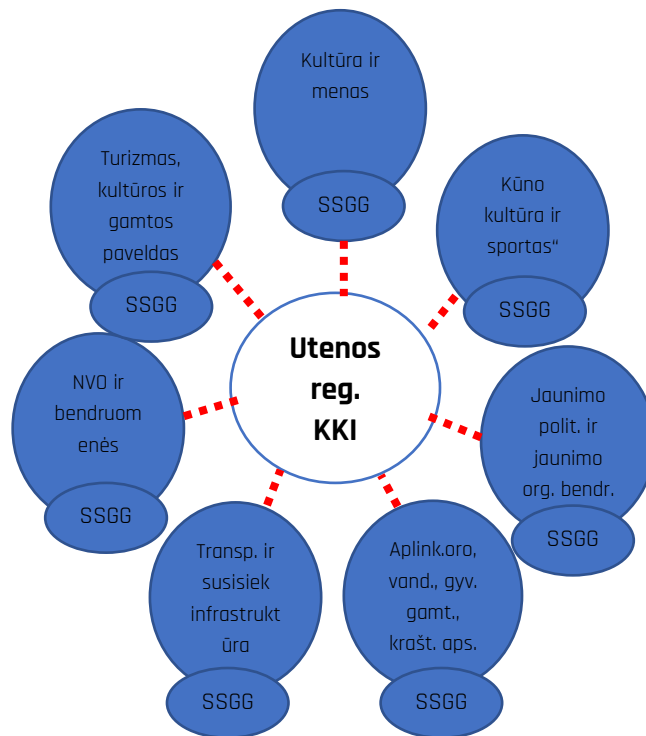 Kultūra ir
menas
SSGG
Turizmas,
kultūros ir
gamtos
paveldas
SSGG
Kūno
kultūra ir
sportas“
SSGG
Utenos
reg.
KKI
NVO ir
bendruom
enės
SSGG
Jaunimo
polit. ir
jaunimo
org. bendr.
SSGG
Transp. ir
susisiek
infrastrukt
ūra
SSGG
Aplink.oro,
vand., gyv.
gamt.,
krašt. aps.
SSGG